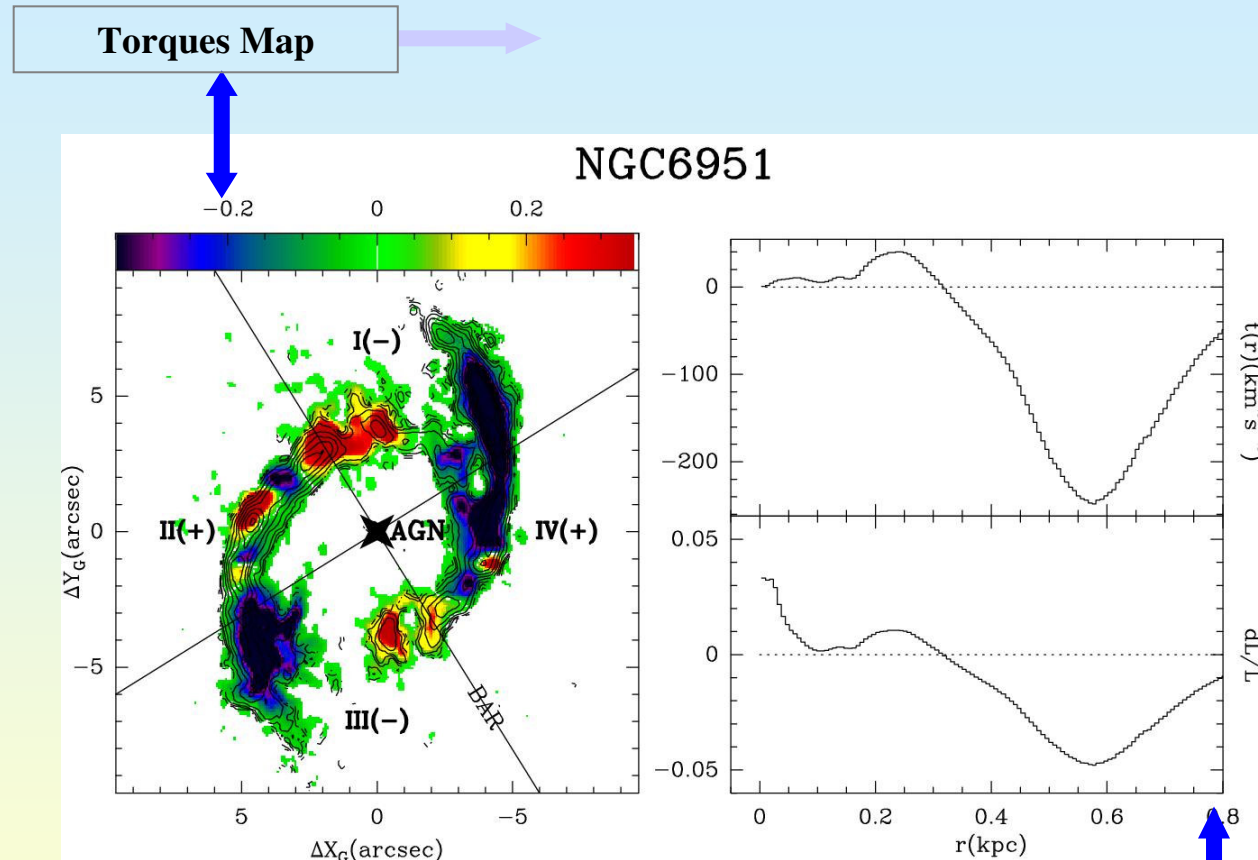 Torques Map
NGC6951
−0.2 0 0.2
I(−)
II(+)
AGN
IV(+)
III(−)
BAR
5
0
−5
ΔY_G(arcsec)
5 0 −5
ΔX_G(arcsec)
0
−100
−200
0.05
0
−0.05
dL/L
0 0.2 0.4 0.6 0.8
r(kpc)